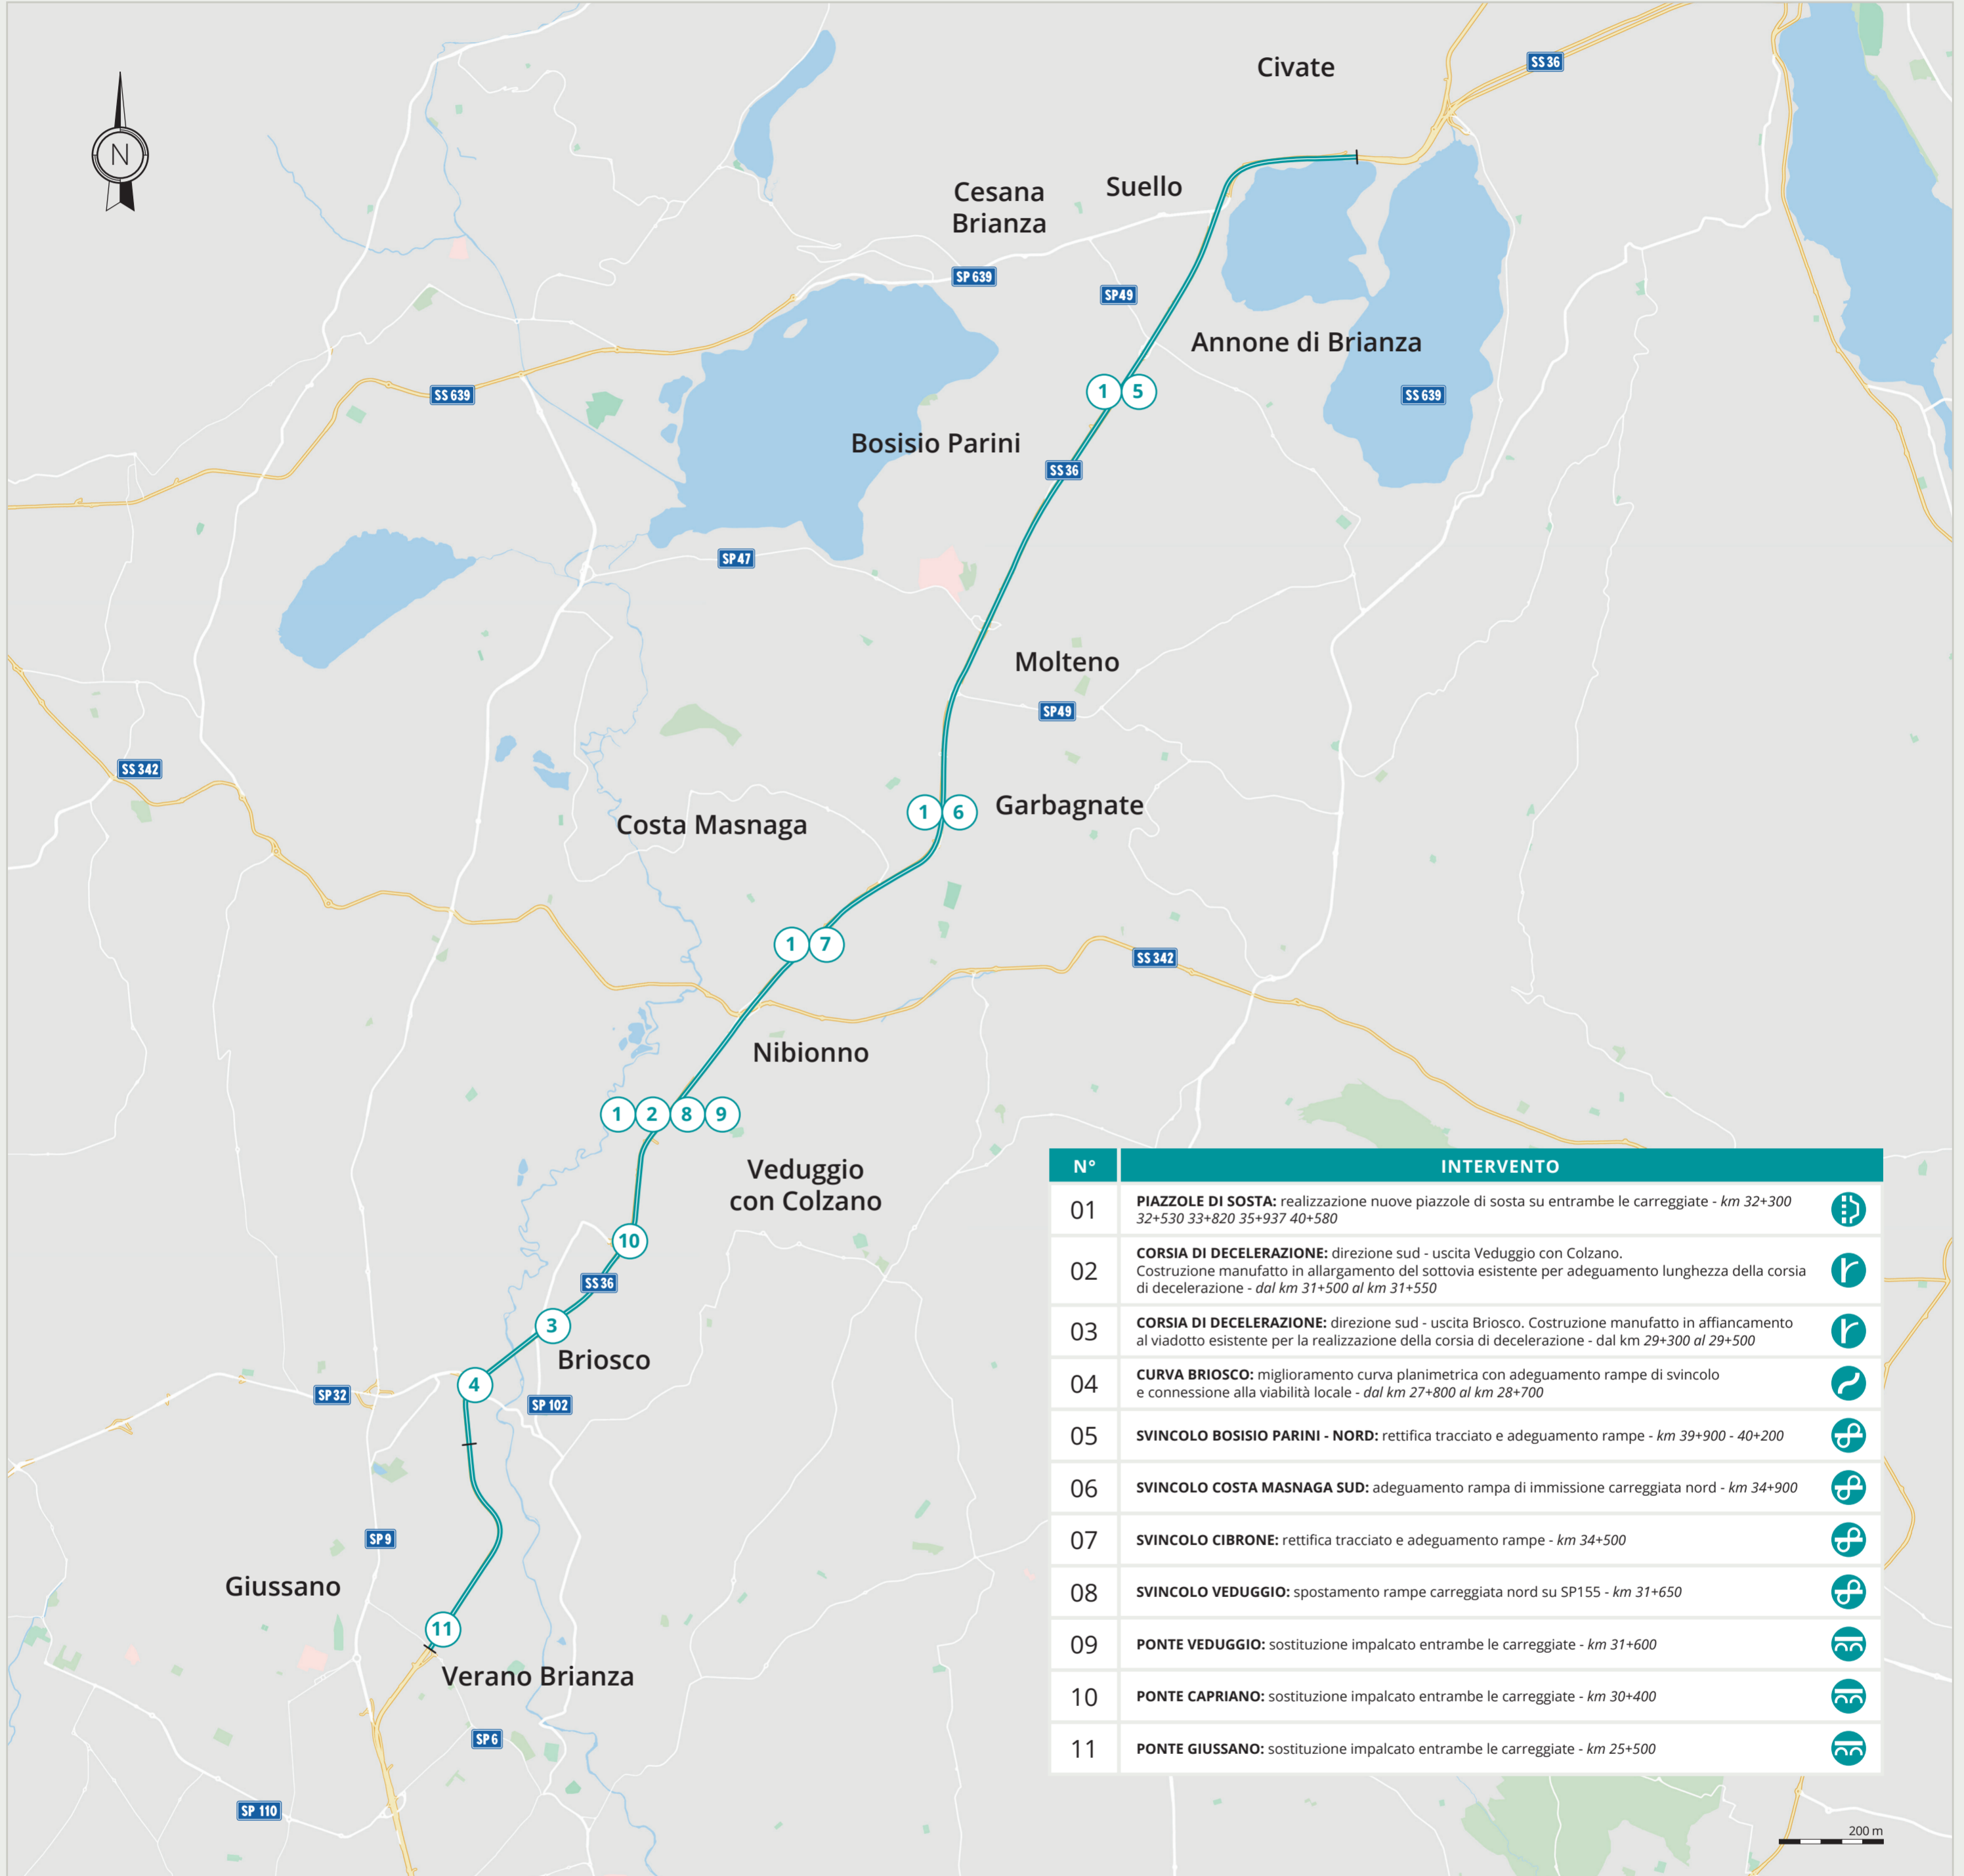 Civate
SS 36
N
Cesana
Brianza
Suello
SP 639
SP49
Annone di Brianza
SS 639
1 5
SS 639
Bosisio Parini
SS 36
SP47
Molteno
SP49
SS 342
1 6
Garbagnate
Costa Masnaga
1 7
SS 342
Nibionno
1 2 8 9
Veduggio
con Colzano
10
SS 36
3
Briosco
4
SP32
SP 102
SP9
Giussano
11
Verano Brianza
SP6
SP 110
N° INTERVENTO
01 PIAZZOLE DI SOSTA: realizzazione nuove piazzole di sosta su entrambe le carreggiate - km 32+300
32+530 33+820 35+937 40+580
02 CORSIA DI DECELERAZIONE: direzione sud - uscita Veduggio con Colzano.
Costruzione manufatto in allargamento del sottovia esistente per adeguamento lunghezza della corsia
di decelerazione - dal km 31+500 al km 31+550
03 CORSIA DI DECELERAZIONE: direzione sud - uscita Briosco. Costruzione manufatto in affiancamento
al viadotto esistente per la realizzazione della corsia di decelerazione - dal km 29+300 al 29+500
04 CURVA BRIOSCO: miglioramento curva planimetrica con adeguamento rampe di svincolo
e connessione alla viabilità locale - dal km 27+800 al km 28+700
05 SVINCOLO BOSISIO PARINI - NORD: rettifica tracciato e adeguamento rampe - km 39+900 - 40+200
06 SVINCOLO COSTA MASNAGA SUD: adeguamento rampa di immissione carreggiata nord - km 34+900
07 SVINCOLO CIBRONE: rettifica tracciato e adeguamento rampe - km 34+500
08 SVINCOLO VEDUGGIO: spostamento rampe carreggiata nord su SP155 - km 31+650
09 PONTE VEDUGGIO: sostituzione impalcato entrambe le carreggiate - km 31+600
10 PONTE CAPRIANO: sostituzione impalcato entrambe le carreggiate - km 30+400
11 PONTE GIUSSANO: sostituzione impalcato entrambe le carreggiate - km 25+500
200 m